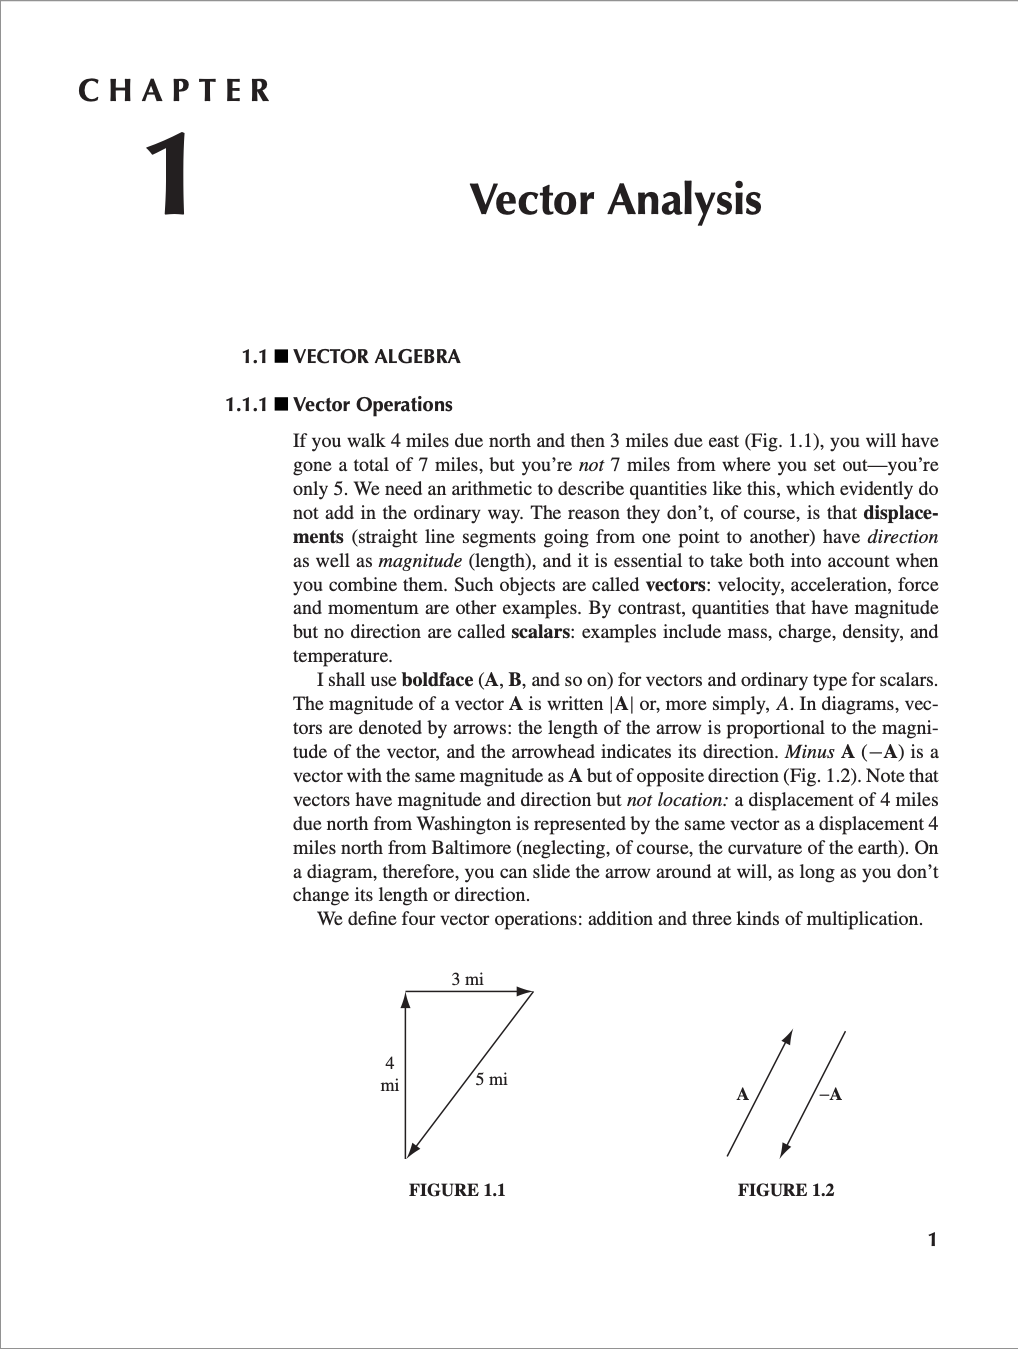 CHAPTER
1
Vector Analysis
1.1 ■ VECTOR ALGEBRA
1.1.1 ■ Vector Operations
If you walk 4 miles due north and then 3 miles due east (Fig. 1.1), you will have
gone a total of 7 miles, but you’re not 7 miles from where you set out—you’re
only 5. We need an arithmetic to describe quantities like this, which evidently do
not add in the ordinary way. The reason they don’t, of course, is that displace-
ments (straight line segments going from one point to another) have direction
as well as magnitude (length), and it is essential to take both into account when
you combine them. Such objects are called vectors: velocity, acceleration, force
and momentum are other examples. By contrast, quantities that have magnitude
but no direction are called scalars: examples include mass, charge, density, and
temperature.
I shall use boldface (A, B, and so on) for vectors and ordinary type for scalars.
The magnitude of a vector A is written |A| or, more simply, A. In diagrams, vec-
tors are denoted by arrows: the length of the arrow is proportional to the magni-
tude of the vector, and the arrowhead indicates its direction. Minus A (−A) is a
vector with the same magnitude as A but of opposite direction (Fig. 1.2). Note that
vectors have magnitude and direction but not location: a displacement of 4 miles
due north from Washington is represented by the same vector as a displacement 4
miles north from Baltimore (neglecting, of course, the curvature of the earth). On
a diagram, therefore, you can slide the arrow around at will, as long as you don’t
change its length or direction.
We define four vector operations: addition and three kinds of multiplication.
3 mi
4
mi
5 mi
FIGURE 1.1
A
−A
FIGURE 1.2
1